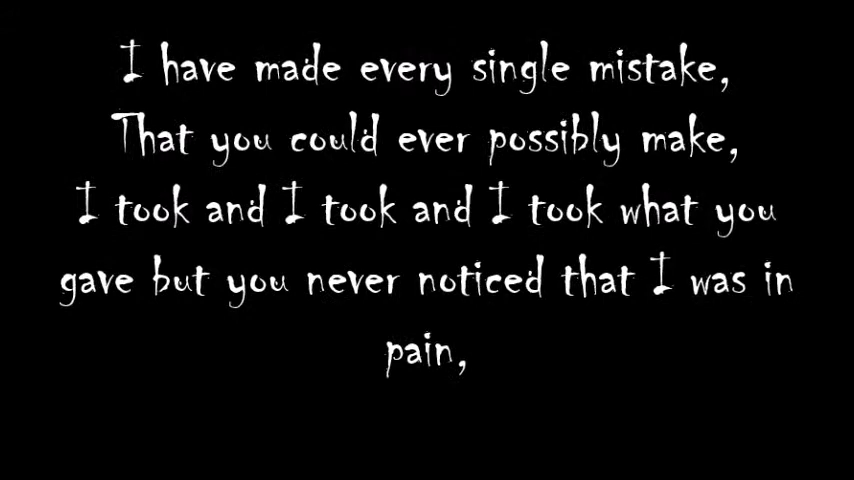 I have made every single mistake,
That you could ever possibly make,
I took and I took and I took what you
gave but you never noticed that I was in
pain,